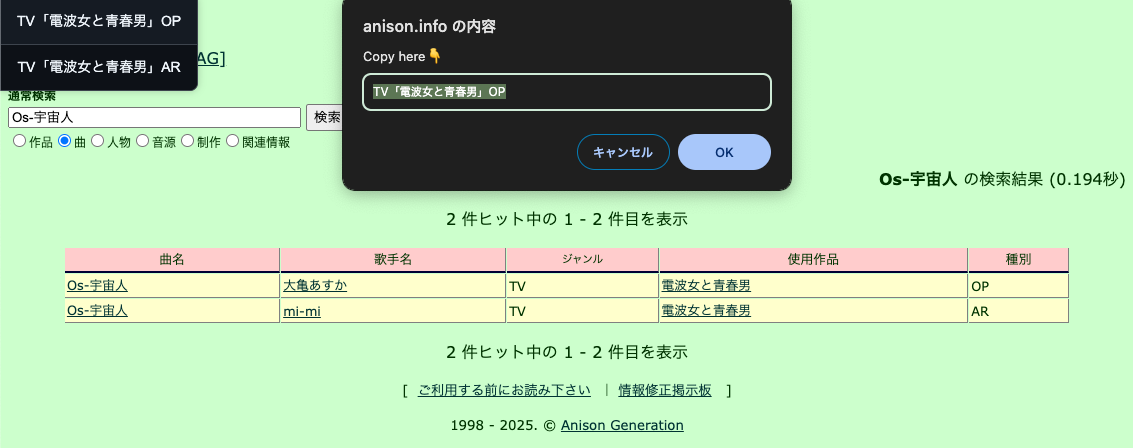 TV「電波女と青春男」OP
TV「電波女と青春男」AR
AG]
anison.info の内容
Copy here👇
TV「電波女と青春男」OP
キャンセル
OK
通常検索
Os-宇宙人
検索
作品 曲 人物 音源 制作 関連情報
Os-宇宙人 の検索結果 (0.194秒)
2 件ヒット中の 1 - 2 件目を表示
曲名 歌手名 ジャンル 使用作品 種別
Os-宇宙人 大亀あすか TV 電波女と青春男 OP
Os-宇宙人 mi-mi TV 電波女と青春男 AR
2 件ヒット中の 1 - 2 件目を表示
[ ご利用する前にお読み下さい | 情報修正掲示板 ]
1998 - 2025. © Anison Generation